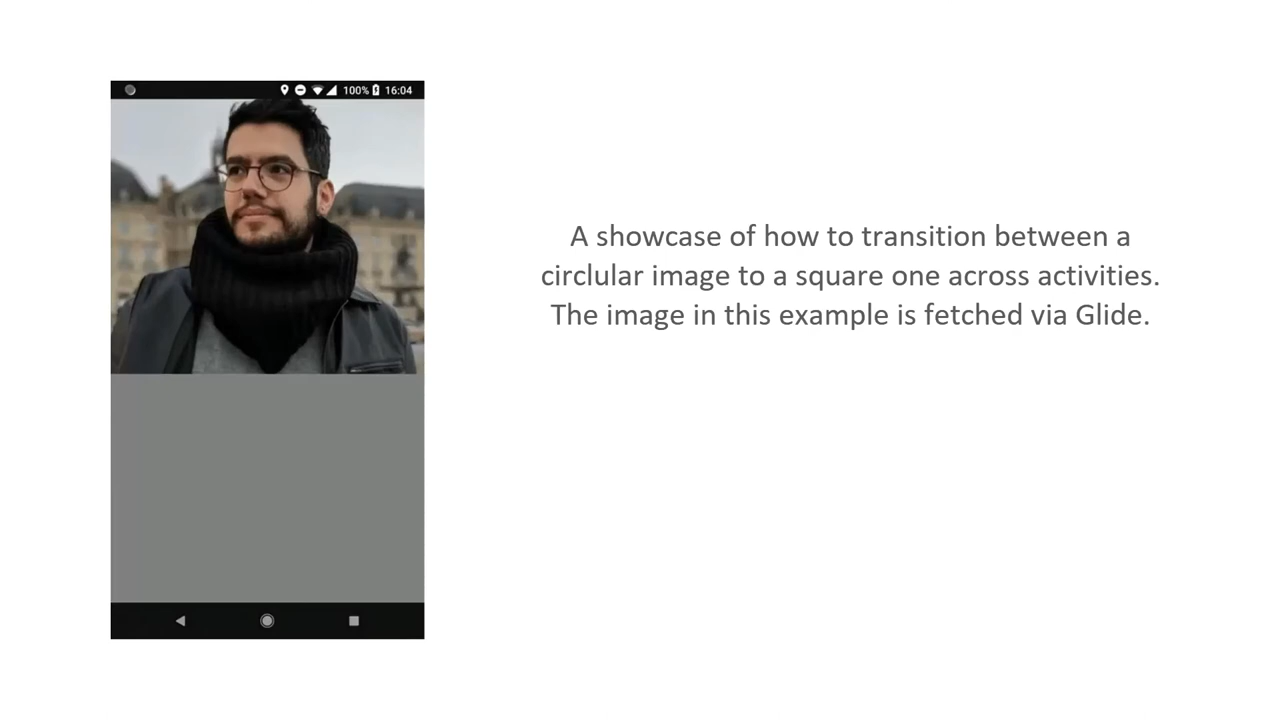 100% 16:04
A showcase of how to transition between a
circlular image to a square one across activities.
The image in this example is fetched via Glide.